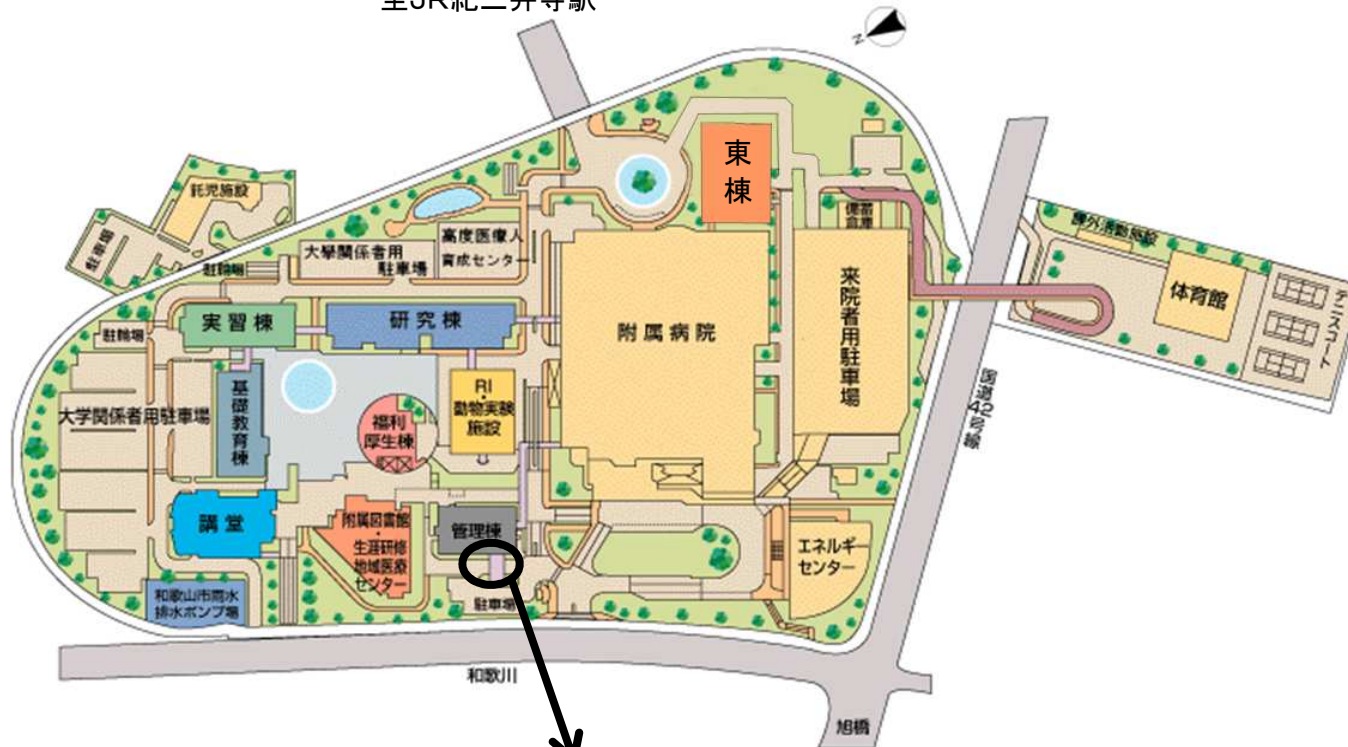 至JR紀三井寺駅
N
東
棟
託児施設
駐車場
駐輪場
大學関係者用
駐車場
高度医療人
育成センター
備蓄
倉庫
課外活動施設
体育館
テニスコート
駐輪場
実習棟
研究棟
附属病院
来院者用駐車場
国道42号線
大学関係者用駐車場
基礎教育棟
福利
厚生棟
RI
・
動物実験
施設
講堂
附属図書館
・
生涯研修
地域医療
センター
管理棟
エネルギー
センター
和歌山市雨水
排水ポンプ場
駐車場
和歌川
旭橋